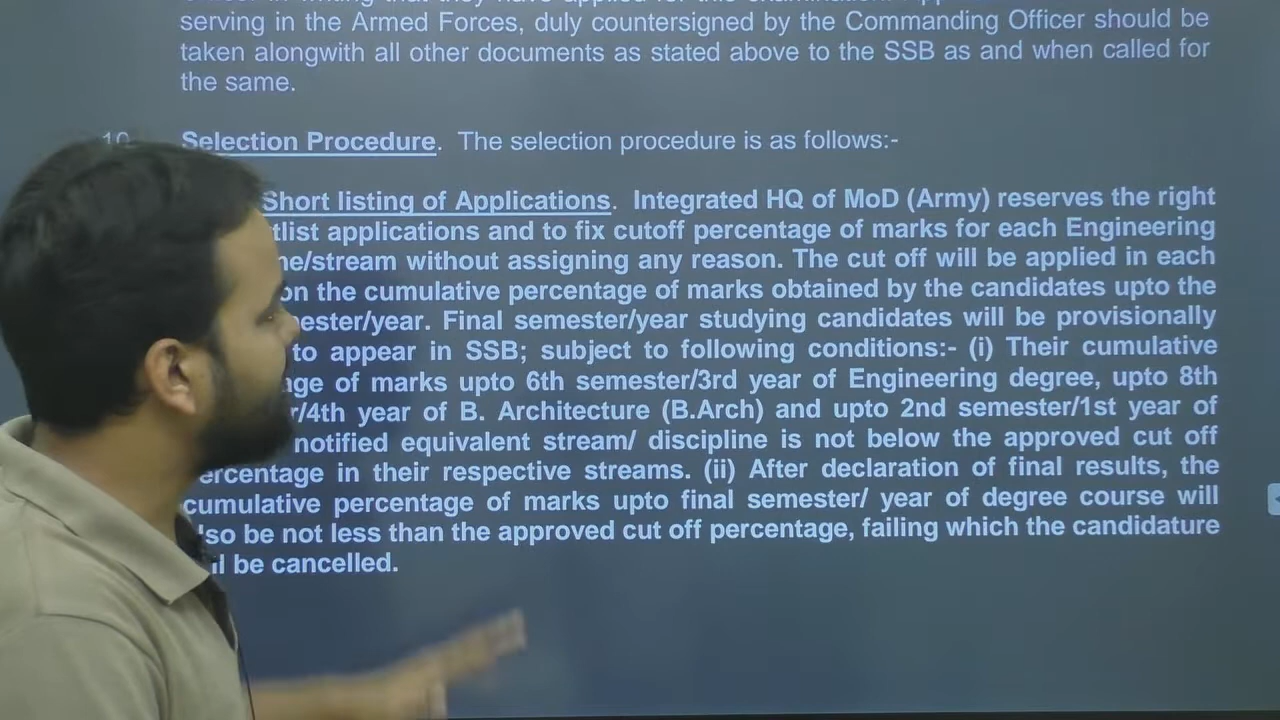 serving in the Armed Forces, duly countersigned by the Commanding Officer should be
taken alongwith all other documents as stated above to the SSB as and when called for
the same.
10. Selection Procedure. The selection procedure is as follows:-
Short listing of Applications. Integrated HQ of MoD (Army) reserves the right
applications and to fix cutoff percentage of marks for each Engineering
/stream without assigning any reason. The cut off will be applied in each
on the cumulative percentage of marks obtained by the candidates upto the
/year. Final semester/year studying candidates will be provisionally
to appear in SSB; subject to following conditions:- (i) Their cumulative
of marks upto 6th semester/3rd year of Engineering degree, upto 8th
/4th year of B. Architecture (B.Arch) and upto 2nd semester/1st year of
notified equivalent stream/ discipline is not below the approved cut off
percentage in their respective streams. (ii) After declaration of final results, the
cumulative percentage of marks upto final semester/ year of degree course will
also be not less than the approved cut off percentage, failing which the candidature
be cancelled.